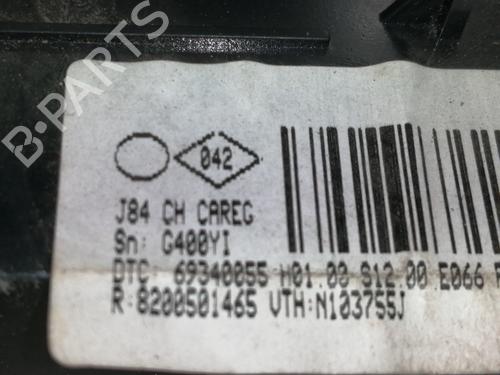 B-PARTS
042
J84 CH CAREG
Sn: G400YI
DTC: 69340055 H01.00 S12.00 E066
R:8200501465 VTH:N103755J